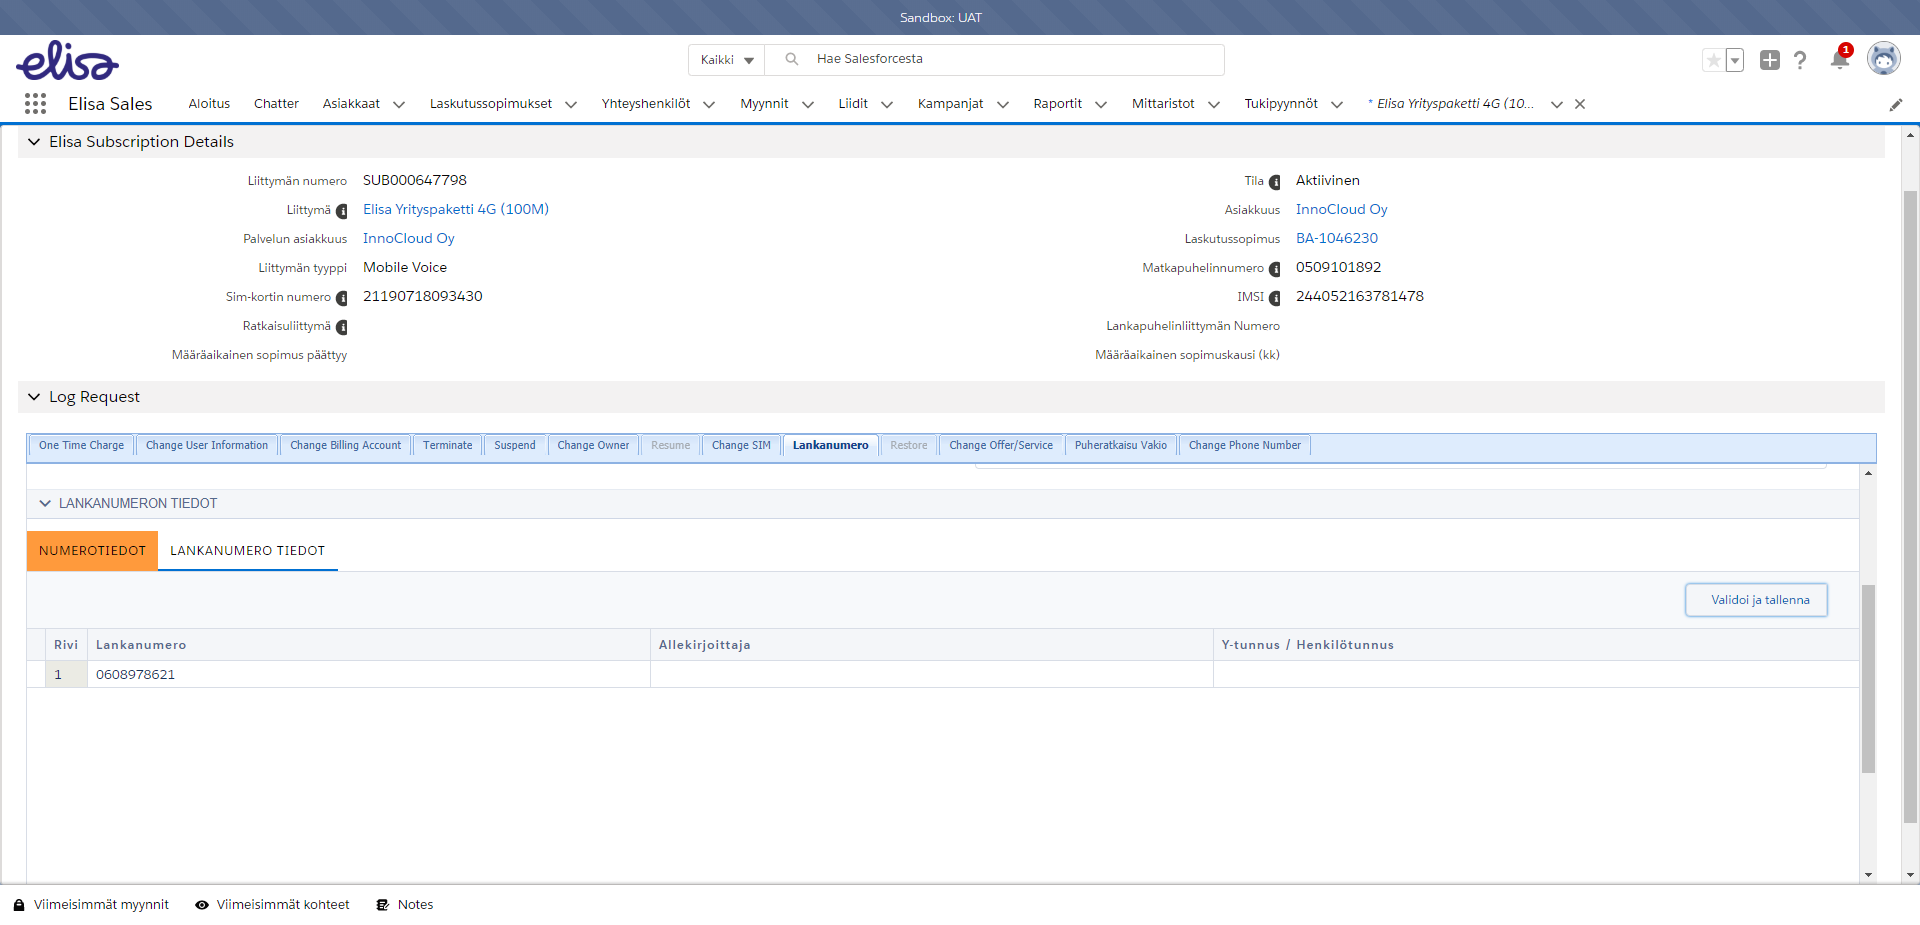 Sandbox: UAT
elisa
Kaikki
Hae Salesforcesta
1
Elisa Sales
Aloitus
Chatter
Asiakkaat
Laskutussopimukset
Yhteyshenkilöt
Myynnit
Liidit
Kampanjat
Raportit
Mittaristot
Tukipyynnöt
* Elisa Yrityspaketti 4G (10...
Elisa Subscription Details
Liittymän numero SUB000647798
Tila Aktiivinen
Liittymä Elisa Yrityspaketti 4G (100M)
Asiakkuus InnoCloud Oy
Palvelun asiakkuus InnoCloud Oy
Laskutussopimus BA-1046230
Liittymän tyyppi Mobile Voice
Matkapuhelinnumero 0509101892
Sim-kortin numero 21190718093430
IMSI 244052163781478
Ratkaisuliittymä
Lankapuhelinliittymän Numero
Määräaikainen sopimus päättyy
Määräaikainen sopimuskausi (kk)
Log Request
One Time Charge
Change User Information
Change Billing Account
Terminate
Suspend
Change Owner
Resume
Change SIM
Lankanumero
Restore
Change Offer/Service
Puheratkaisu Vakio
Change Phone Number
LANKANUMERON TIEDOT
NUMEROTIEDOT
LANKANUMERO TIEDOT
Validoi ja tallenna
Rivi Lankanumero Allekirjoittaja Y-tunnus / Henkilötunnus
1 0608978621
Viimeisimmät myynnit
Viimeisimmät kohteet
Notes